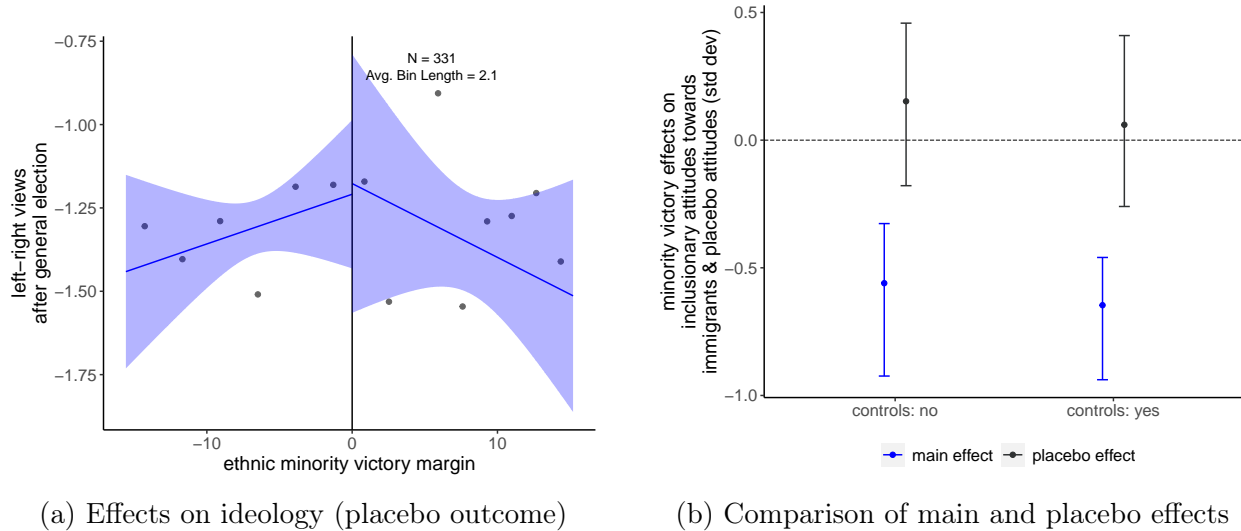 left−right views
after general election
−0.75
−1.00
−1.25
−1.50
−1.75
N = 331
Avg. Bin Length = 2.1
−10
0
10
ethnic minority victory margin
(a) Effects on ideology (placebo outcome)
minority victory effects on
inclusionary attitudes towards
immigrants & placebo attitudes (std dev)
0.5
0.0
−0.5
−1.0
controls: no
controls: yes
main effect
placebo effect
(b) Comparison of main and placebo effects